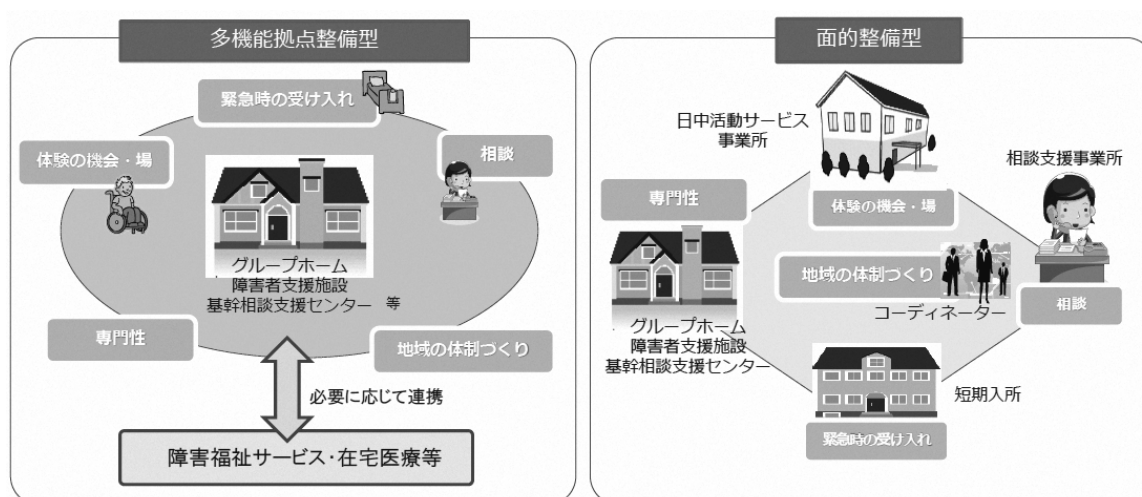 多機能拠点整備型
緊急時の受け入れ
体験の機会・場
相談
グループホーム
障害者支援施設
基幹相談支援センター 等
専門性
地域の体制づくり
必要に応じて連携
障害福祉サービス・在宅医療等
面的整備型
日中活動サービス
事業所
相談支援事業所
専門性
体験の機会・場
地域の体制づくり
コーディネーター
相談
グループホーム
障害者支援施設
基幹相談支援センター
短期入所
緊急時の受け入れ